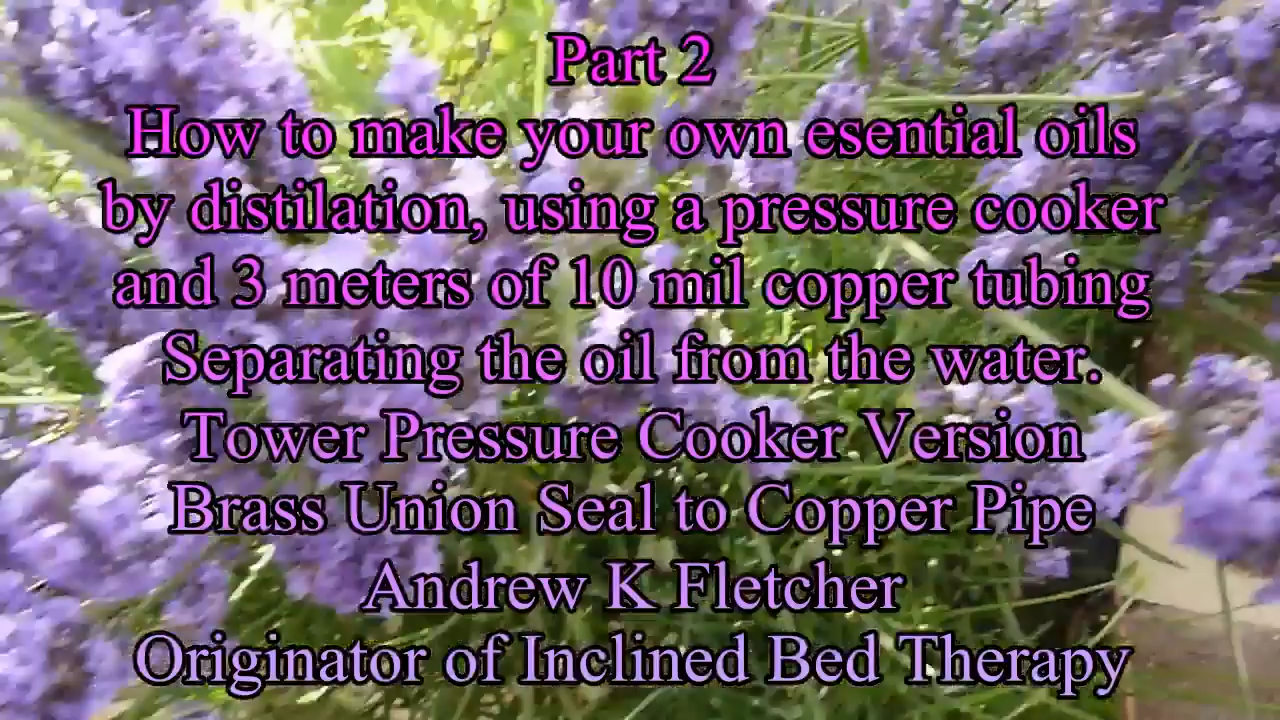 Part 2
How to make your own esential oils
by distilation, using a pressure cooker
and 3 meters of 10 mil copper tubing
Separating the oil from the water.
Tower Pressure Cooker Version
Brass Union Seal to Copper Pipe
Andrew K Fletcher
Originator of Inclined Bed Therapy